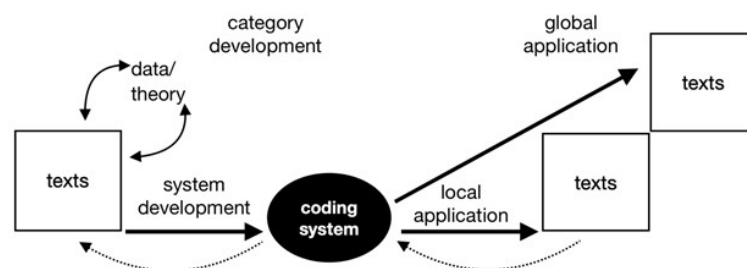 category
development
global
application
data/
theory
texts
texts
system
development
coding
system
local
application
texts